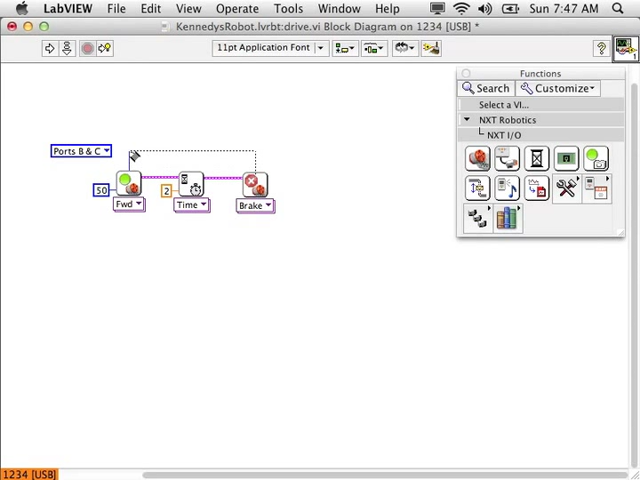 LabVIEW File Edit View Operate Tools Window Help Sun 7:47 AM
KennedysRobot.lvrbt:drive.vi Block Diagram on 1234 [USB] *
11pt Application Font
?
Functions
Search Customize
Select a VI...
NXT Robotics
NXT I/O
Ports B & C
50
2
Fwd Time Brake
1234 [USB]